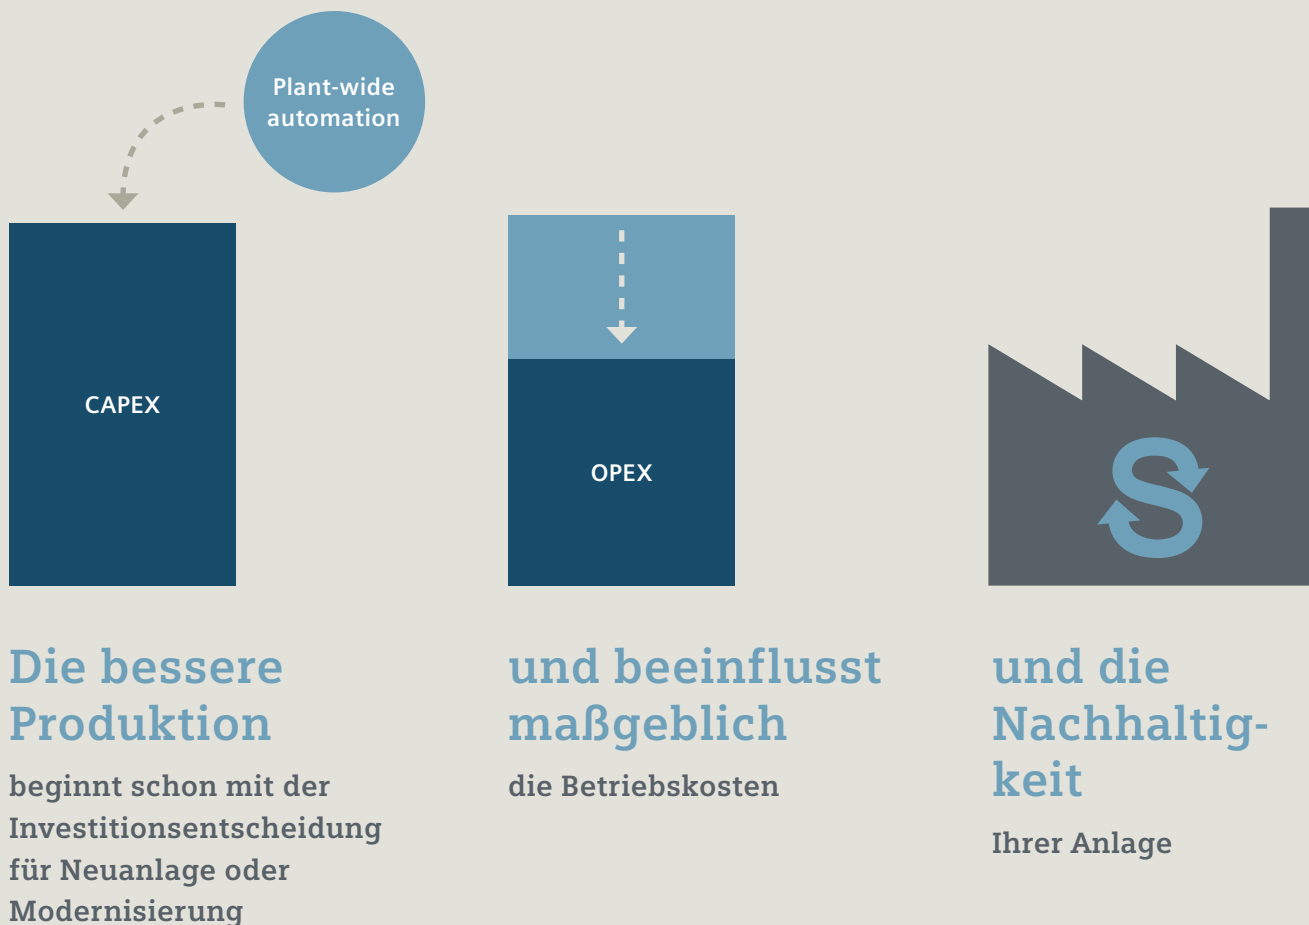 Plant-wide
automation
CAPEX
OPEX
Die bessere
Produktion
beginnt schon mit der
Investitionsentscheidung
für Neuanlage oder
Modernisierung
und beeinflusst
maßgeblich
die Betriebskosten
S
und die
Nachhaltig-
keit
Ihrer Anlage